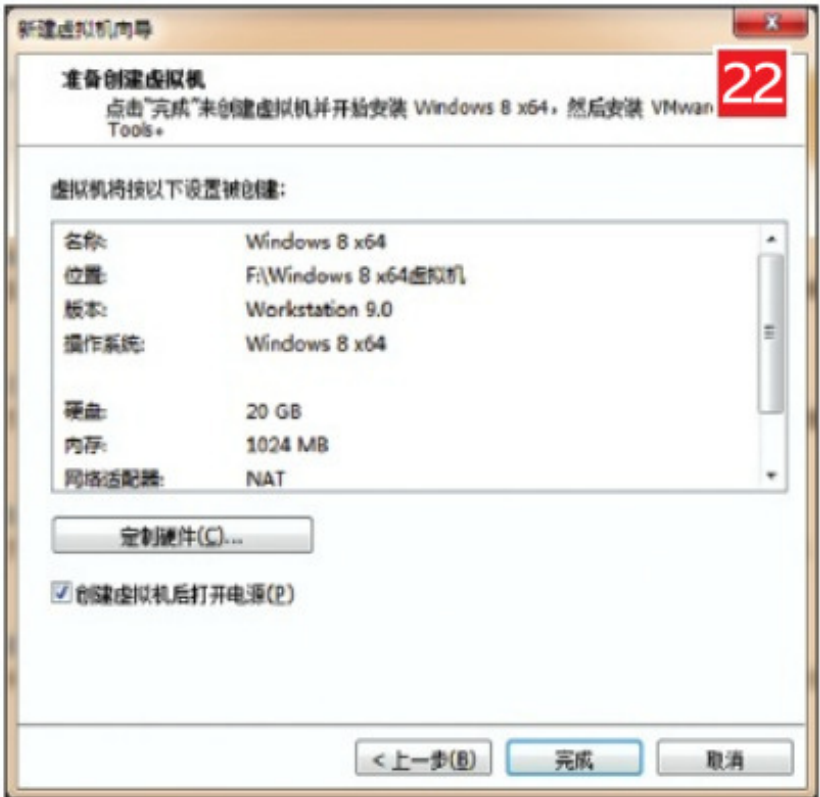 新建虚拟机向导
22
准备创建虚拟机
点击"完成"来创建虚拟机并开始安装 Windows 8 x64，然后安装 VMwar
Tools。
虚拟机将按以下设置被创建：
名称: Windows 8 x64
位置: F:\Windows 8 x64虚拟机
版本: Workstation 9.0
操作系统: Windows 8 x64
硬盘: 20 GB
内存: 1024 MB
网络适配器: NAT
定制硬件(C)...
创建虚拟机后打开电源(P)
< 上一步(B) 完成 取消